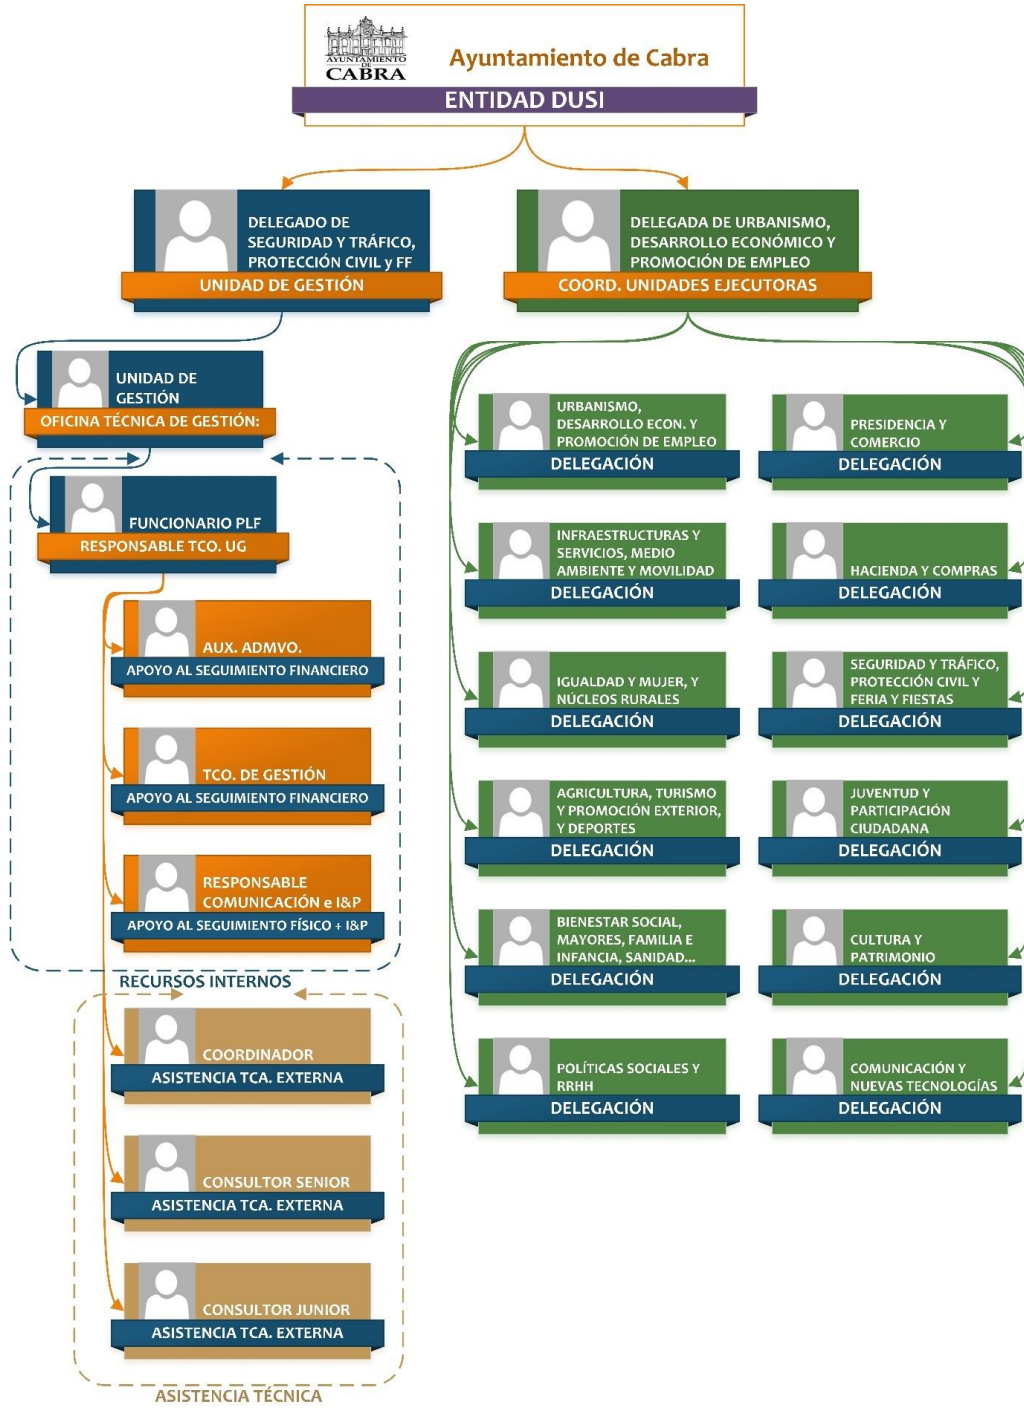 AYUNTAMIENTO
DE
CABRA
Ayuntamiento de Cabra
ENTIDAD DUSI
DELEGADO DE
SEGURIDAD Y TRÁFICO,
PROTECCIÓN CIVIL y FF
UNIDAD DE GESTIÓN
DELEGADA DE URBANISMO,
DESARROLLO ECONÓMICO Y
PROMOCIÓN DE EMPLEO
COORD. UNIDADES EJECUTORAS
UNIDAD DE
GESTIÓN
OFICINA TÉCNICA DE GESTIÓN:
FUNCIONARIO PLF
RESPONSABLE TCO. UG
AUX. ADMVO.
APOYO AL SEGUIMIENTO FINANCIERO
TCO. DE GESTIÓN
APOYO AL SEGUIMIENTO FINANCIERO
RESPONSABLE
COMUNICACIÓN e I&P
APOYO AL SEGUIMIENTO FÍSICO + I&P
RECURSOS INTERNOS
COORDINADOR
ASISTENCIA TCA. EXTERNA
CONSULTOR SENIOR
ASISTENCIA TCA. EXTERNA
CONSULTOR JUNIOR
ASISTENCIA TCA. EXTERNA
ASISTENCIA TÉCNICA
URBANISMO,
DESARROLLO ECON. Y
PROMOCIÓN DE EMPLEO
DELEGACIÓN
PRESIDENCIA Y
COMERCIO
DELEGACIÓN
INFRAESTRUCTURAS Y
SERVICIOS, MEDIO
AMBIENTE Y MOVILIDAD
DELEGACIÓN
HACIENDA Y COMPRAS
DELEGACIÓN
IGUALDAD Y MUJER, Y
NÚCLEOS RURALES
DELEGACIÓN
SEGURIDAD Y TRÁFICO,
PROTECCIÓN CIVIL Y
FERIA Y FIESTAS
DELEGACIÓN
AGRICULTURA, TURISMO
Y PROMOCIÓN EXTERIOR,
Y DEPORTES
DELEGACIÓN
JUVENTUD Y
PARTICIPACIÓN
CIUDADANA
DELEGACIÓN
BIENESTAR SOCIAL,
MAYORES, FAMILIA E
INFANCIA, SANIDAD...
DELEGACIÓN
CULTURA Y
PATRIMONIO
DELEGACIÓN
POLÍTICAS SOCIALES Y
RRHH
DELEGACIÓN
COMUNICACIÓN Y
NUEVAS TECNOLOGÍAS
DELEGACIÓN